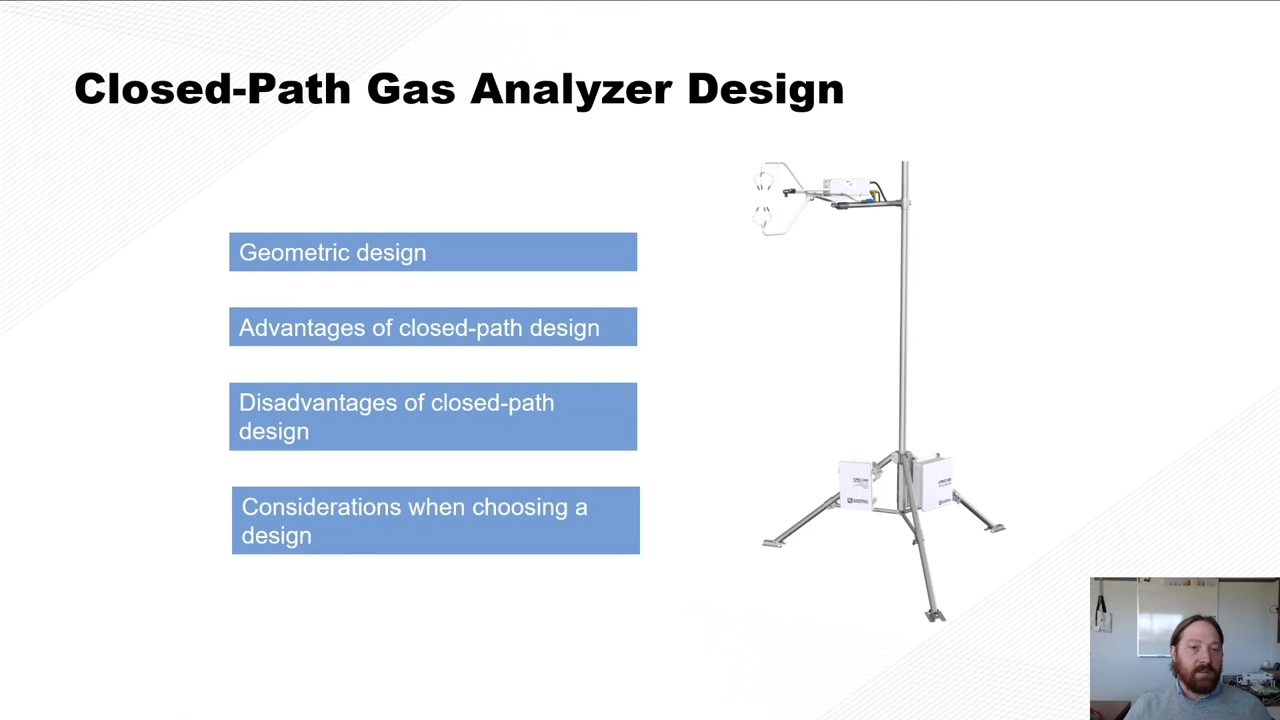 Closed-Path Gas Analyzer Design
Geometric design
Advantages of closed-path design
Disadvantages of closed-path
design
Considerations when choosing a
design